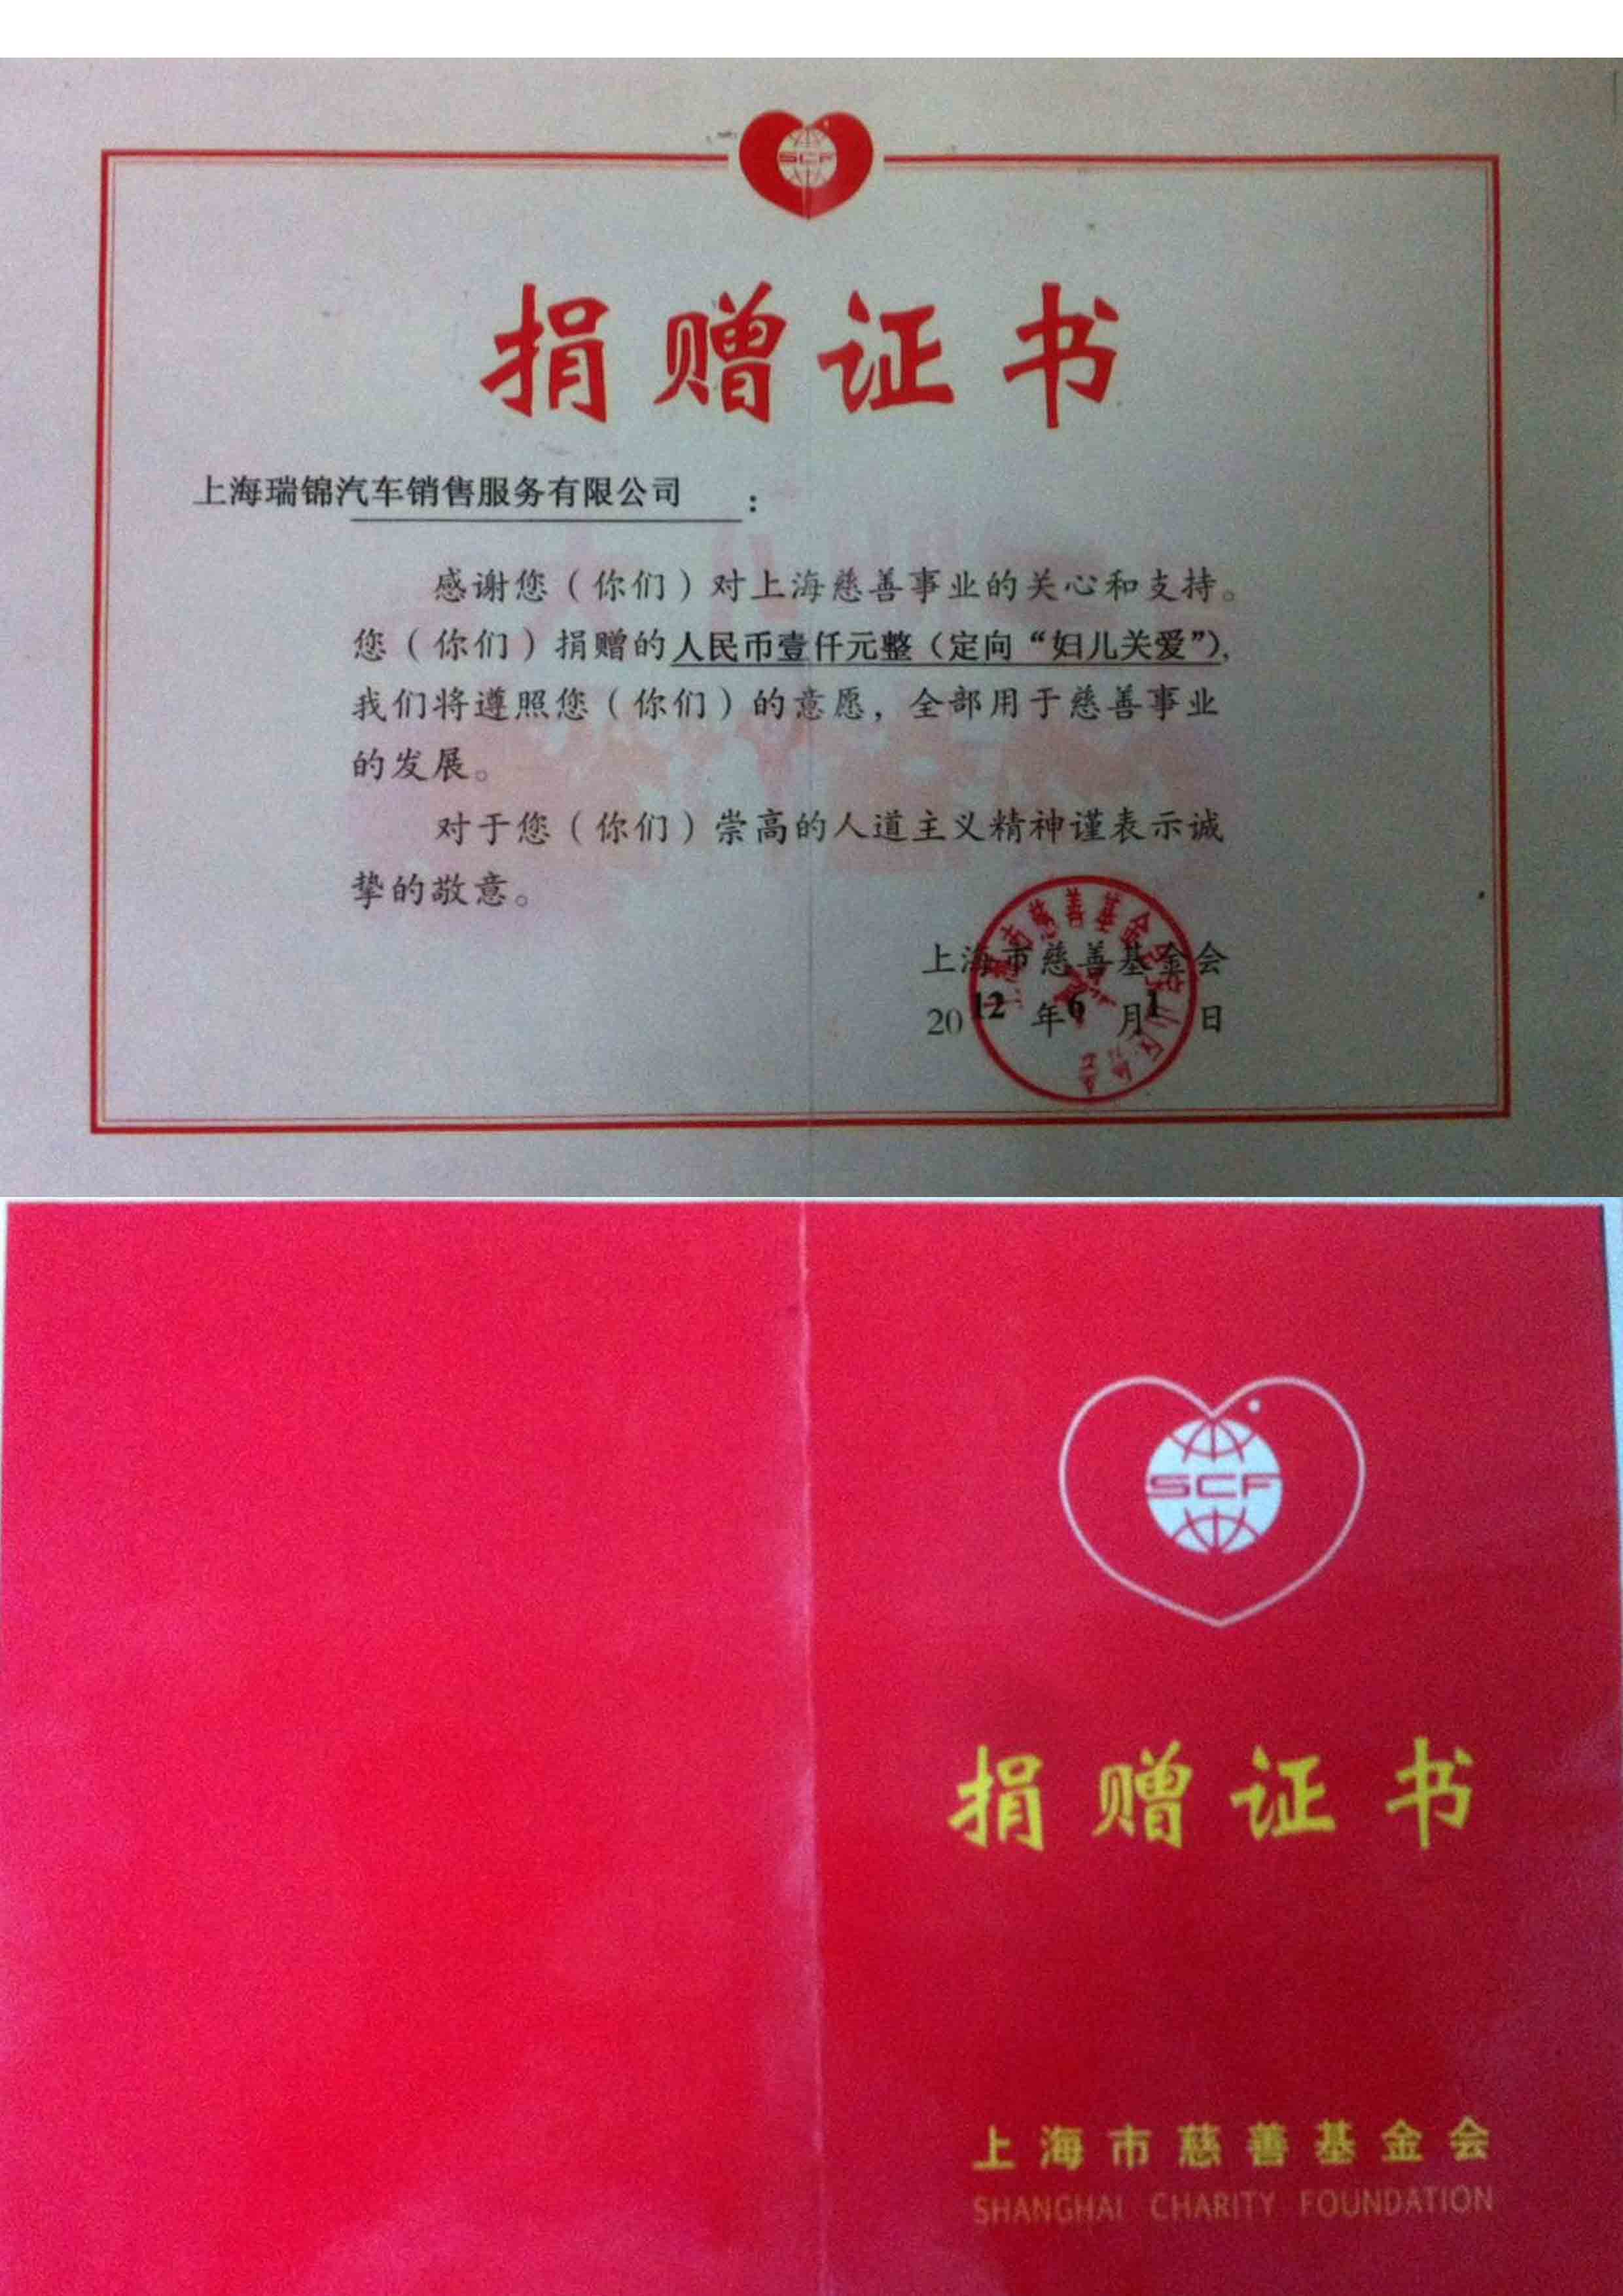 SCF
捐赠证书
上海瑞锦汽车销售服务有限公司：
感谢您（你们）对上海慈善事业的关心和支持。
您（你们）捐赠的人民币壹仟元整（定向“妇儿关爱”），
我们将遵照您（你们）的意愿，全部用于慈善事业
的发展。
对于您（你们）崇高的人道主义精神谨表示诚
挚的敬意。
上海市慈善基金会
2012年6月1日
SCF
捐赠证书
上海市慈善基金会
SHANGHAI CHARITY FOUNDATION